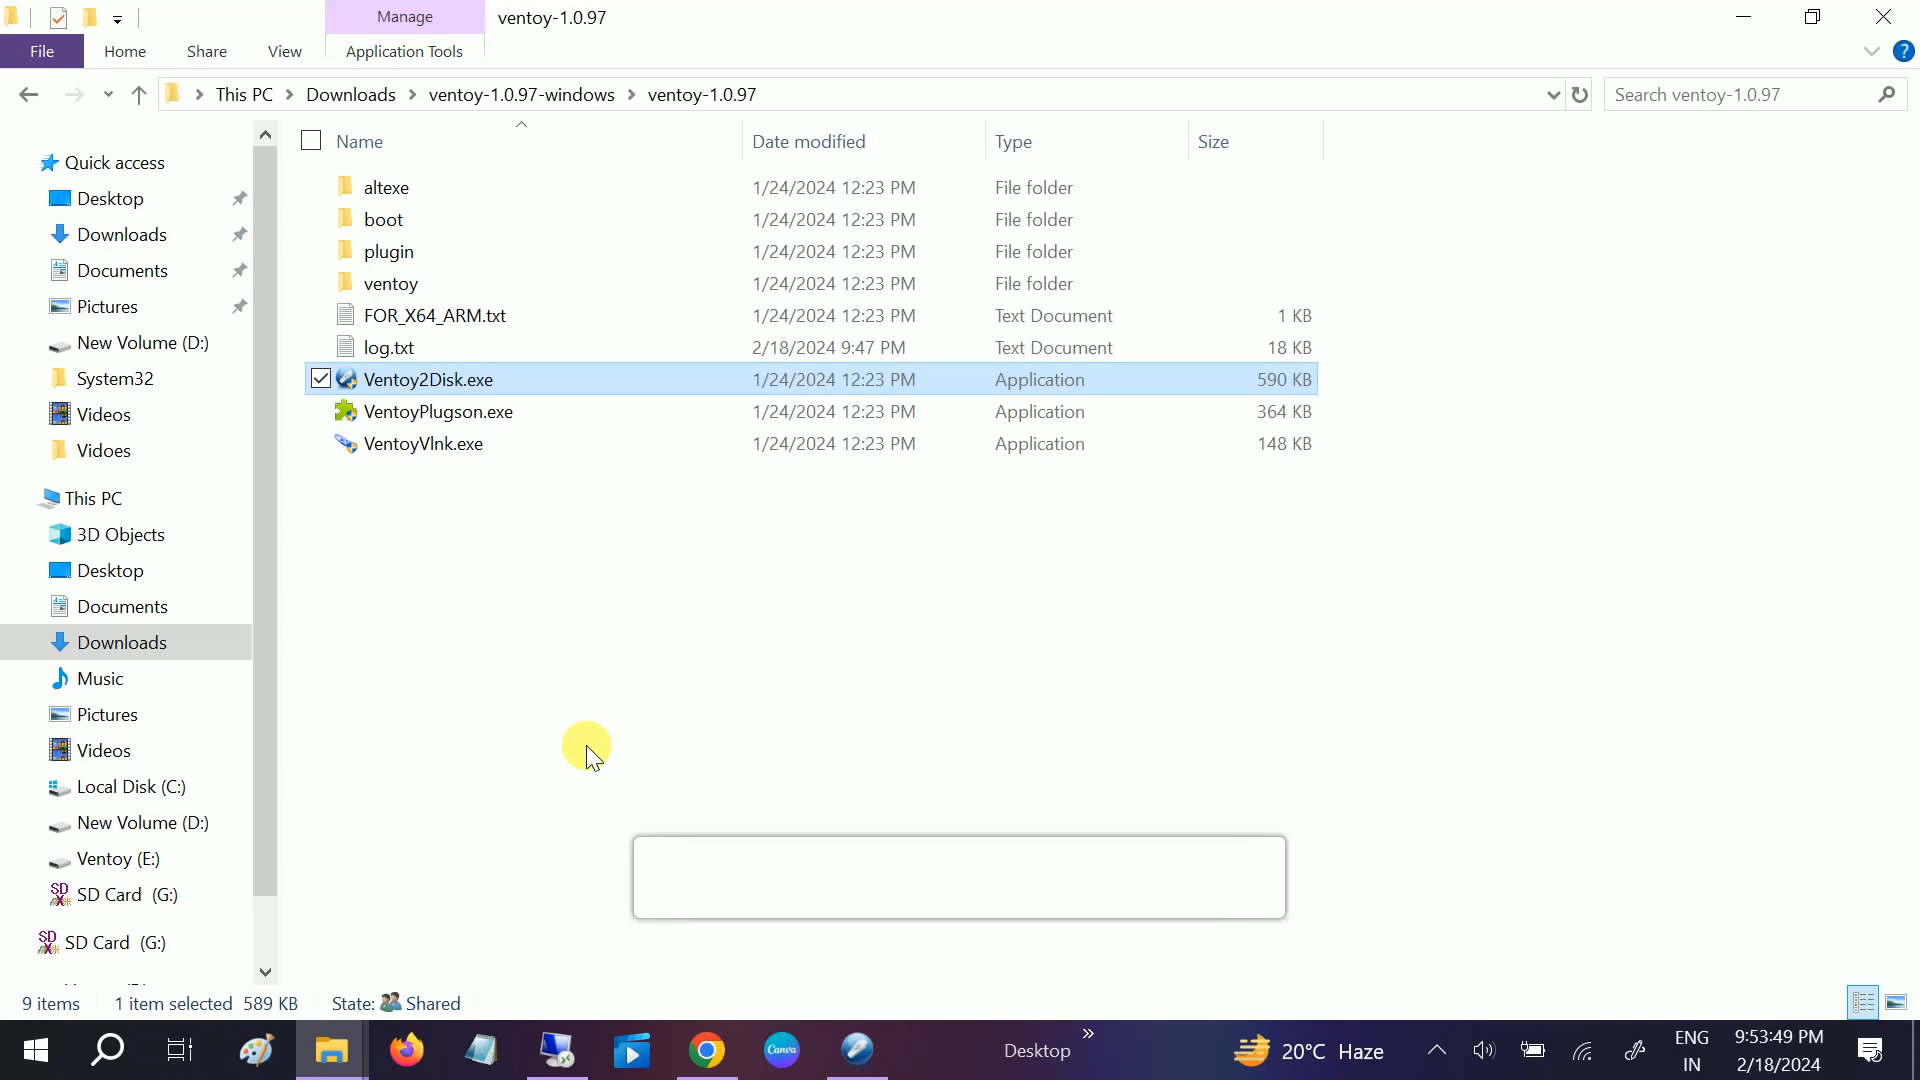 Manage
ventoy-1.0.97
File
Home
Share
View
Application Tools
?
This PC
Downloads
ventoy-1.0.97-windows
ventoy-1.0.97
Search ventoy-1.0.97
Name
Date modified
Type
Size
altexe
1/24/2024 12:23 PM
File folder
boot
1/24/2024 12:23 PM
File folder
plugin
1/24/2024 12:23 PM
File folder
ventoy
1/24/2024 12:23 PM
File folder
FOR_X64_ARM.txt
1/24/2024 12:23 PM
Text Document
1 KB
log.txt
2/18/2024 9:47 PM
Text Document
18 KB
Ventoy2Disk.exe
1/24/2024 12:23 PM
Application
590 KB
VentoyPlugson.exe
1/24/2024 12:23 PM
Application
364 KB
VentoyVlnk.exe
1/24/2024 12:23 PM
Application
148 KB
Quick access
Desktop
Downloads
Documents
Pictures
New Volume (D:)
System32
Videos
Vidoes
This PC
3D Objects
Desktop
Documents
Downloads
Music
Pictures
Videos
Local Disk (C:)
New Volume (D:)
Ventoy (E:)
SD
SD Card (G:)
SD
SD Card (G:)
9 items
1 item selected 589 KB
State:
Shared
Canva
Desktop
20°C Haze
ENG
IN
9:53:49 PM
2/18/2024